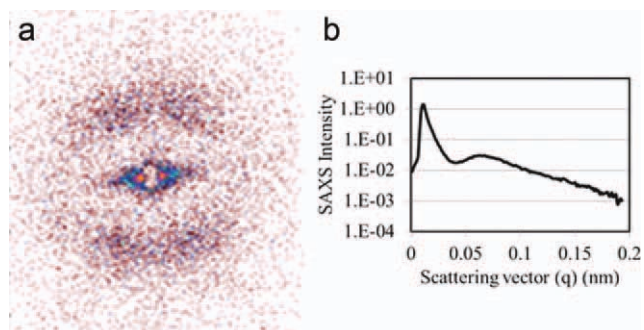 a
b
SAXS Intensity
1.E+01
1.E+00
1.E-01
1.E-02
1.E-03
1.E-04
0 0.05 0.1 0.15 0.2
Scattering vector (q) (nm)